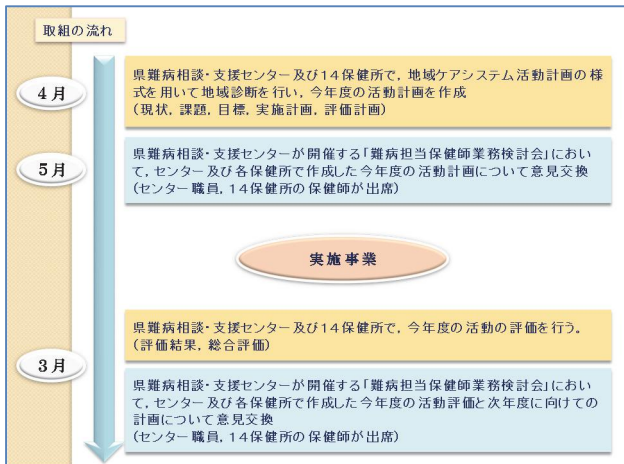 取組の流れ
4月
県難病相談・支援センター及び14保健所で，地域ケアシステム活動計画の様
式を用いて地域診断を行い，今年度の活動計画を作成
(現状，課題，目標，実施計画，評価計画)
5月
県難病相談・支援センターが開催する「難病担当保健師業務検討会」におい
て，センター及び各保健所で作成した今年度の活動計画について意見交換
(センター職員，14保健所の保健師が出席)
実施事業
3月
県難病相談・支援センター及び14保健所で，今年度の活動の評価を行う。
(評価結果，総合評価)
県難病相談・支援センターが開催する「難病担当保健師業務検討会」におい
て，センター及び各保健所で作成した今年度の活動評価と次年度に向けての
計画について意見交換
(センター職員，14保健所の保健師が出席)